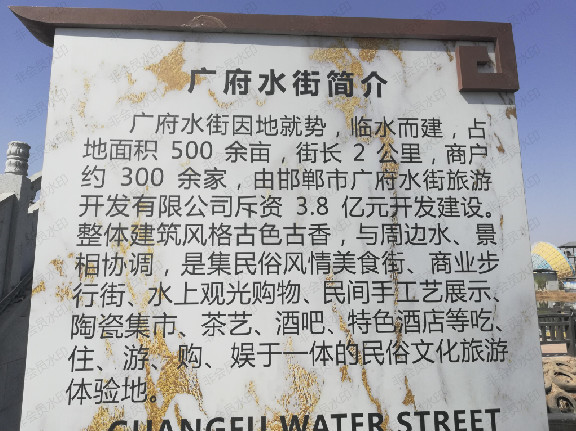 广府水街简介
广府水街因地就势，临水而建，占
地面积 500 余亩，街长 2 公里，商户
约 300 余家，由邯郸市广府水街旅游
开发有限公司斥资 3.8 亿元开发建设。
整体建筑风格古色古香，与周边水、景
相协调，是集民俗风情美食街、商业步
行街、水上观光购物、民间手工艺展示、
陶瓷集市、茶艺、酒吧、特色酒店等吃、
住、游、购、娱于一体的民俗文化旅游
体验地。
GUANGFU WATER STREET